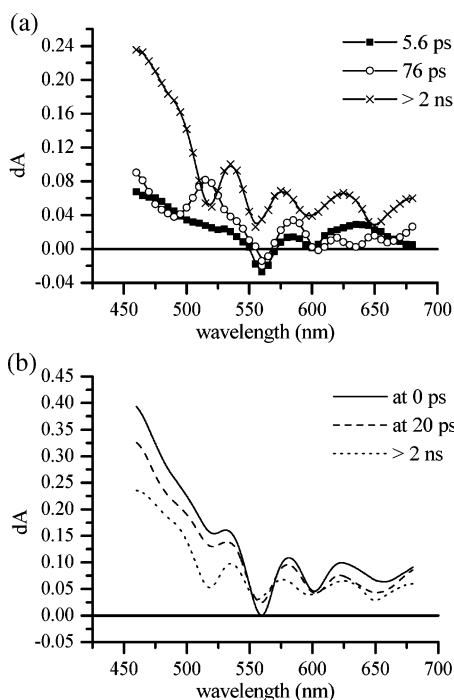 (a)
5.6 ps
76 ps
> 2 ns
dA
0.24
0.20
0.16
0.12
0.08
0.04
0.00
-0.04
450 500 550 600 650 700
wavelength (nm)
(b)
at 0 ps
at 20 ps
> 2 ns
dA
0.45
0.40
0.35
0.30
0.25
0.20
0.15
0.10
0.05
0.00
-0.05
450 500 550 600 650 700
wavelength (nm)